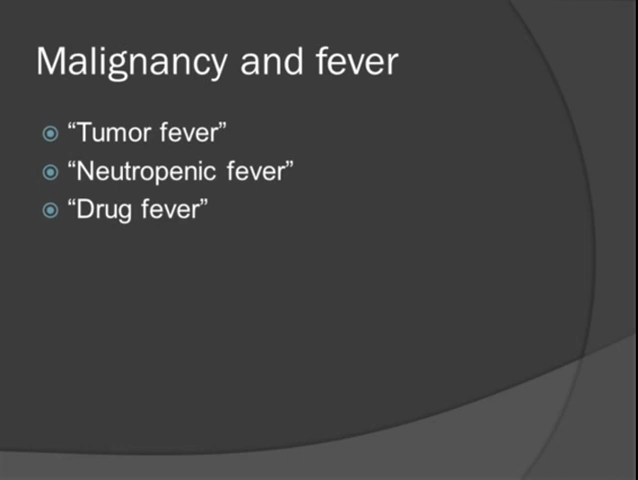 Malignancy and fever
“Tumor fever”
“Neutropenic fever”
“Drug fever”